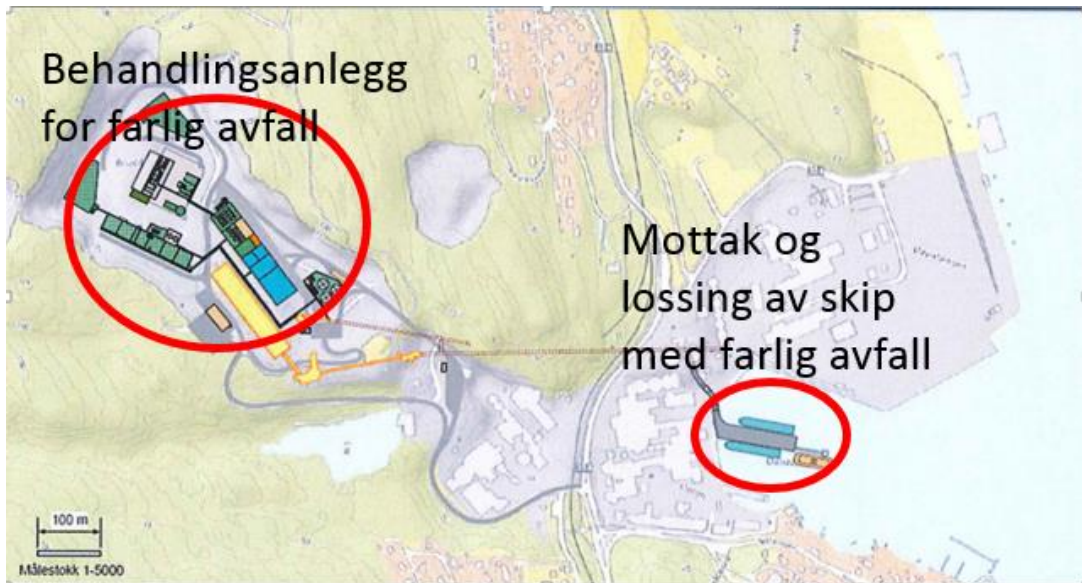 Behandlingsanlegg
for farlig avfall
Mottak og
lossing av skip
med farlig avfall
100 m
Målestokk 1-5000